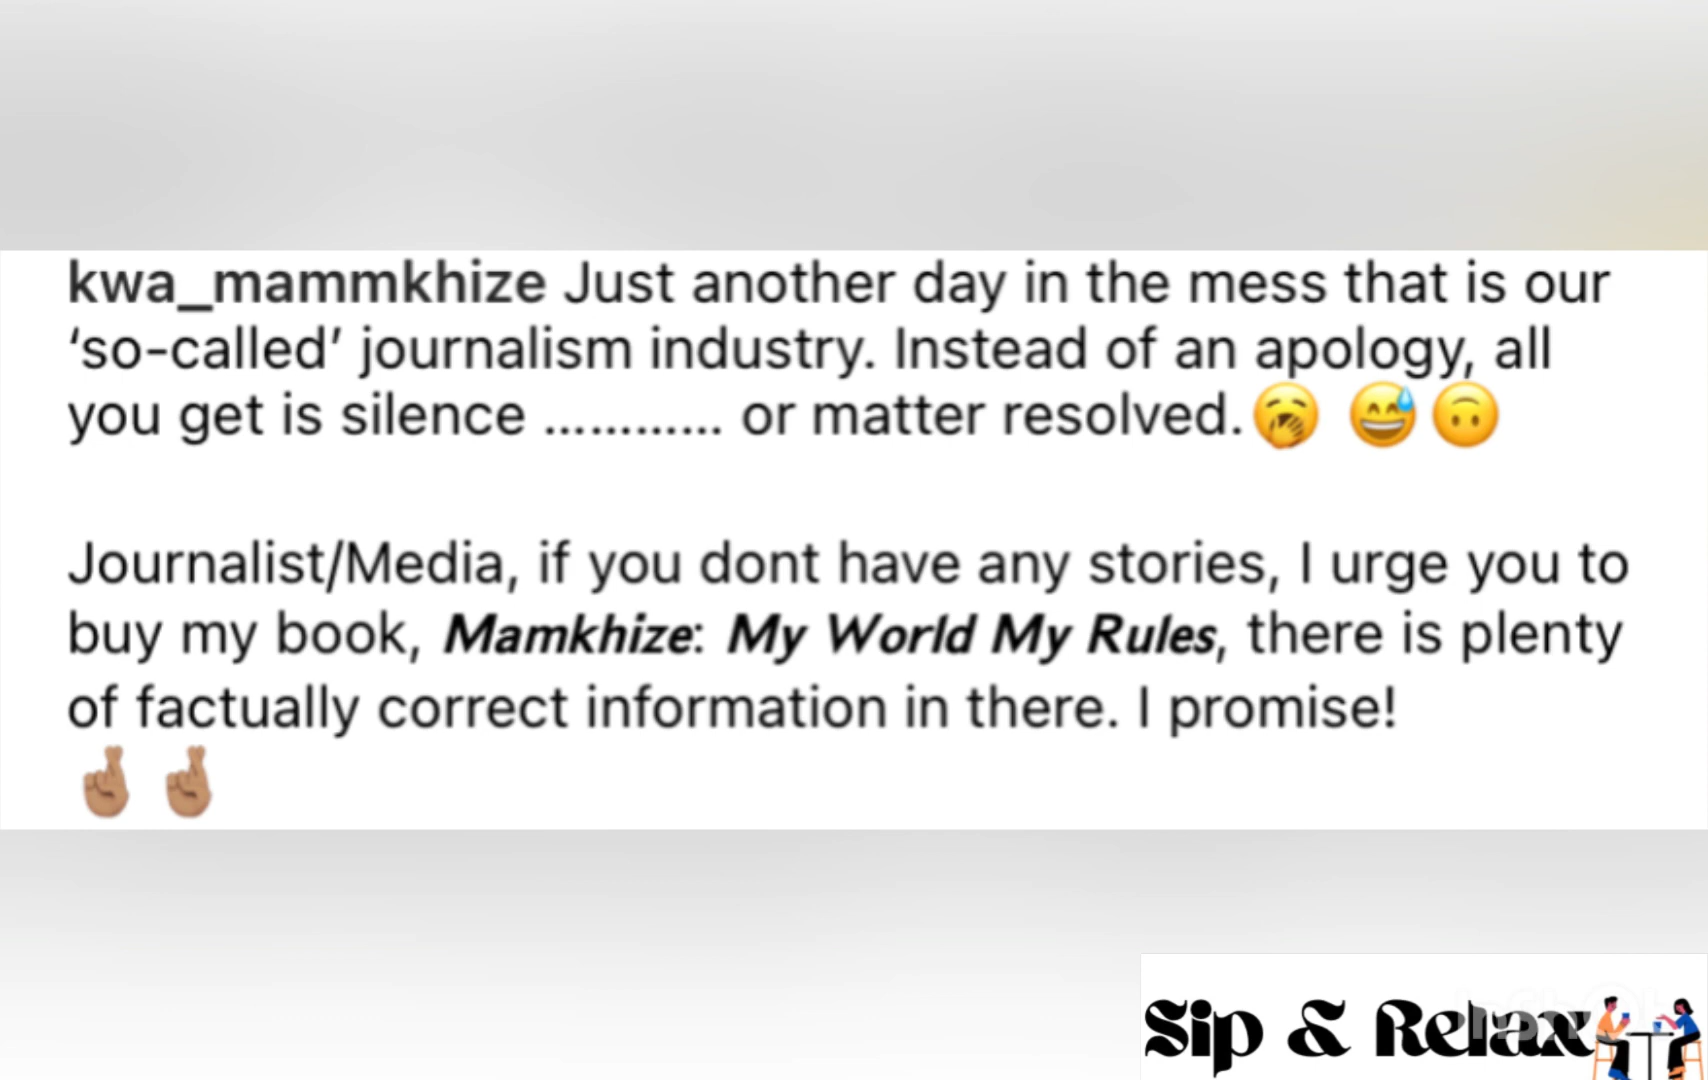 kwa_mammkhize Just another day in the mess that is our
‘so-called’ journalism industry. Instead of an apology, all
you get is silence ............ or matter resolved.🥱 😅🙃
Journalist/Media, if you dont have any stories, I urge you to
buy my book, Mamkhize: My World My Rules, there is plenty
of factually correct information in there. I promise!
🤞🏽 🤞🏽
Sip & Relax
InShOt